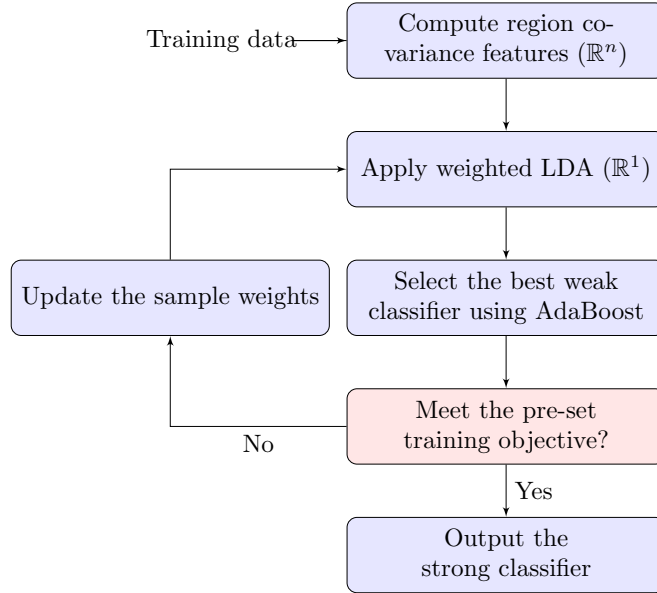 Training data
Compute region co-
variance features (ℝⁿ)
Apply weighted LDA (ℝ¹)
Update the sample weights
Select the best weak
classifier using AdaBoost
Meet the pre-set
training objective?
No
Yes
Output the
strong classifier